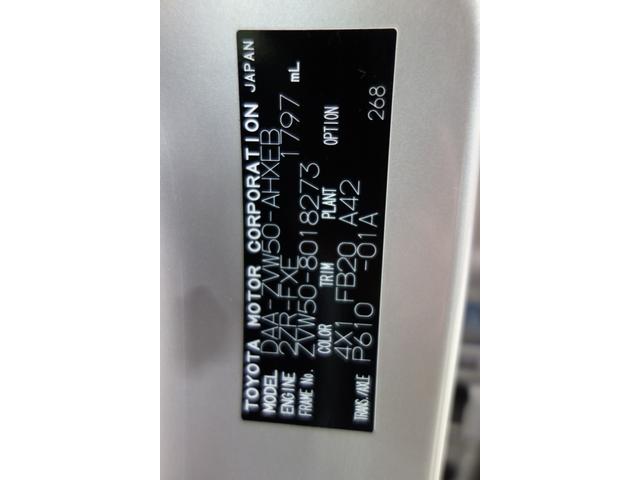 TOYOTA MOTOR CORPORATION JAPAN
MODEL DAA-ZVW50-AHXEB
ENGINE 2ZR-FXE 1797 mL
FRAME No. ZVW50-8018273
COLOR TRIM PLANT OPTION
4X1 FB20 A42
TRANS./AXLE P610 -01A 268